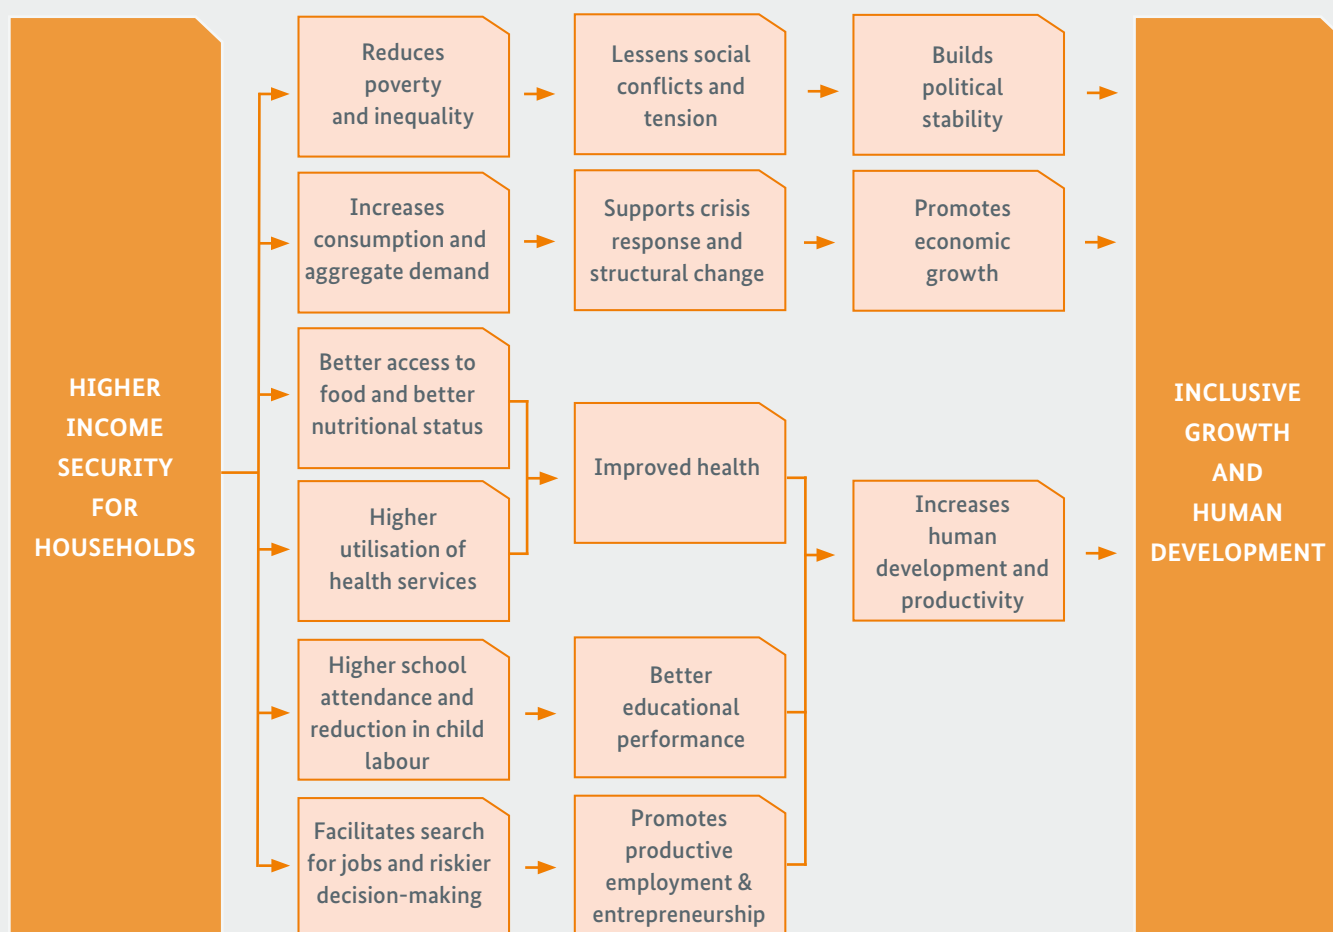 HIGHER
INCOME
SECURITY
FOR
HOUSEHOLDS
Reduces
poverty
and inequality
Lessens social
conflicts and
tension
Builds
political
stability
Increases
consumption and
aggregate demand
Supports crisis
response and
structural change
Promotes
economic
growth
Better access to
food and better
nutritional status
Higher
utilisation of
health services
Improved health
Increases
human
development and
productivity
Higher school
attendance and
reduction in child
labour
Better
educational
performance
Facilitates search
for jobs and riskier
decision-making
Promotes
productive
employment &
entrepreneurship
INCLUSIVE
GROWTH
AND
HUMAN
DEVELOPMENT